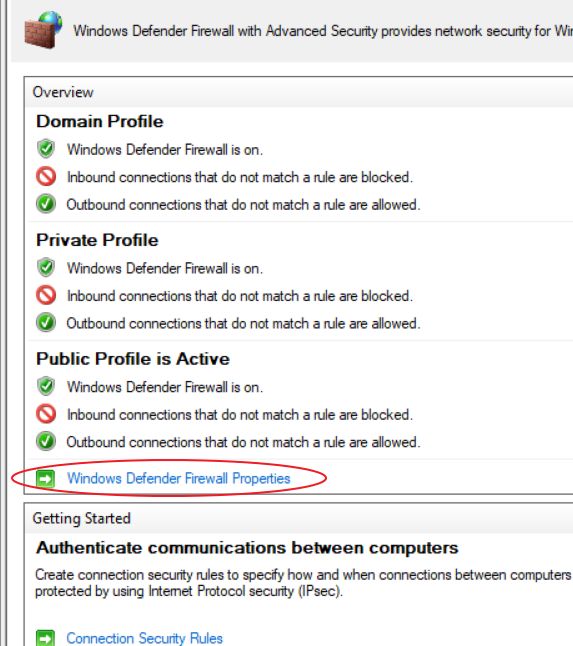 Windows Defender Firewall with Advanced Security provides network security for
Overview
Domain Profile
Windows Defender Firewall is on.
Inbound connections that do not match a rule are blocked.
Outbound connections that do not match a rule are allowed.
Private Profile
Windows Defender Firewall is on.
Inbound connections that do not match a rule are blocked.
Outbound connections that do not match a rule are allowed.
Public Profile is Active
Windows Defender Firewall is on.
Inbound connections that do not match a rule are blocked.
Outbound connections that do not match a rule are allowed.
Windows Defender Firewall Properties
Getting Started
Authenticate communications between computers
Create connection security rules to specify how and when connections between computers
protected by using Internet Protocol security (IPsec).
Connection Security Rules